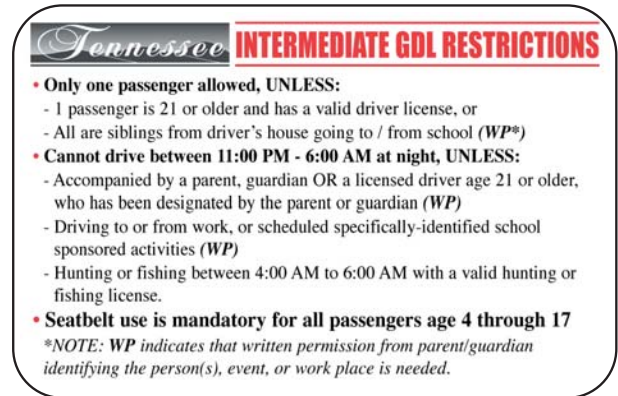 Tennessee INTERMEDIATE GDL RESTRICTIONS
• Only one passenger allowed, UNLESS:
- 1 passenger is 21 or older and has a valid driver license, or
- All are siblings from driver's house going to / from school (WP*)
• Cannot drive between 11:00 PM - 6:00 AM at night, UNLESS:
- Accompanied by a parent, guardian OR a licensed driver age 21 or older,
who has been designated by the parent or guardian (WP)
- Driving to or from work, or scheduled specifically-identified school
sponsored activities (WP)
- Hunting or fishing between 4:00 AM to 6:00 AM with a valid hunting or
fishing license.
• Seatbelt use is mandatory for all passengers age 4 through 17
*NOTE: WP indicates that written permission from parent/guardian
identifying the person(s), event, or work place is needed.